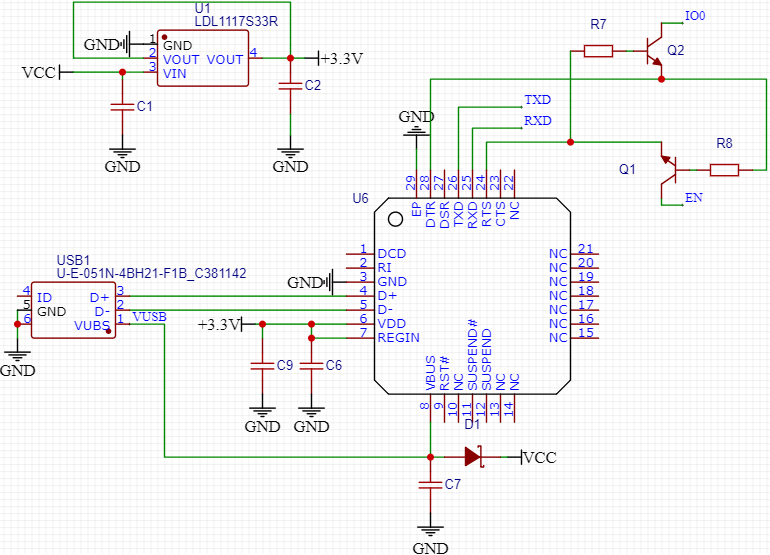 U1
LDL1117S33R
GND
1
GND
2
VOUT
VOUT
4
3
VIN
VCC
+3.3V
C1
C2
GND
GND
R7
IO0
Q2
TXD
RXD
GND
Q1
R8
EN
U6
29
28
27
26
25
24
23
22
EP
DTR
DSR
TXD
RXD
RTS
CTS
NC
1
DCD
2
RI
GND
3
GND
4
D+
5
D-
+3.3V
6
VDD
7
REGIN
NC
21
NC
20
NC
19
NC
18
NC
17
NC
16
NC
15
VBUS
RST#
NC
SUSPEND#
SUSPEND
NC
NC
8
9
10
11
12
13
14
USB1
U-E-051N-4BH21-F1B_C381142
4
ID
D+
3
5
GND
D-
2
6
VUBS
1
VUSB
GND
C9
C6
GND
GND
D1
VCC
C7
GND